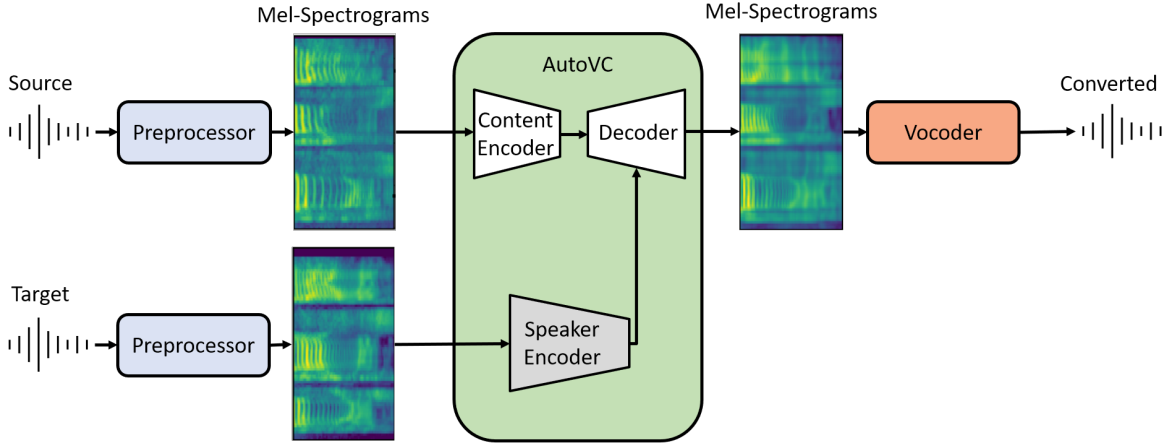 Mel-Spectrograms
Mel-Spectrograms
AutoVC
Source
Converted
Preprocessor
Content
Encoder
Decoder
Vocoder
Target
Preprocessor
Speaker
Encoder